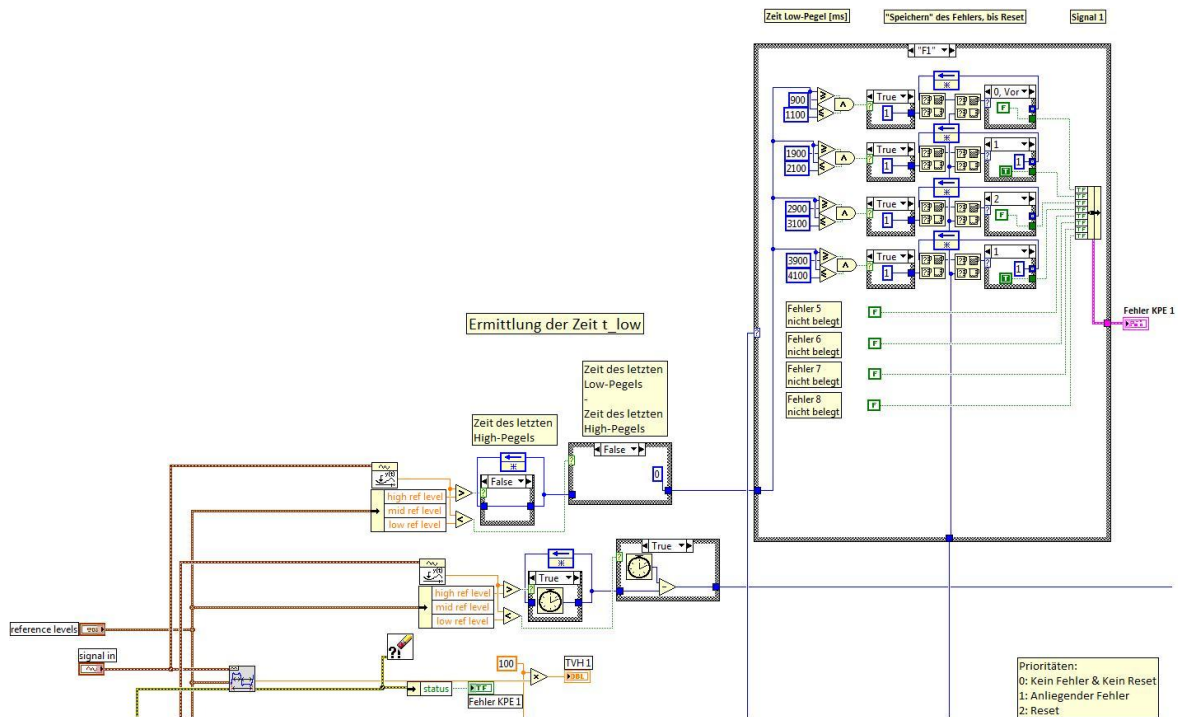 Zeit Low-Pegel [ms]
"Speichern" des Fehlers, bis Reset
Signal 1
"F1"
900
1100
True
1
0, Vor
F
1900
2100
True
1
1
1
T
2900
3100
True
1
2
F
3900
4100
True
1
1
1
T
Fehler 5
nicht belegt
F
Fehler 6
nicht belegt
F
Fehler 7
nicht belegt
F
Fehler 8
nicht belegt
F
Fehler KPE 1
Ermittlung der Zeit t_low
Zeit des letzten
Low-Pegels
-
Zeit des letzten
High-Pegels
Zeit des letzten
High-Pegels
False
0
False
high ref level
mid ref level
low ref level
True
True
high ref level
mid ref level
low ref level
reference levels
signal in
100
TVH 1
DBL
status
TF
Fehler KPE 1
Prioritäten:
0: Kein Fehler & Kein Reset
1: Anliegender Fehler
2: Reset